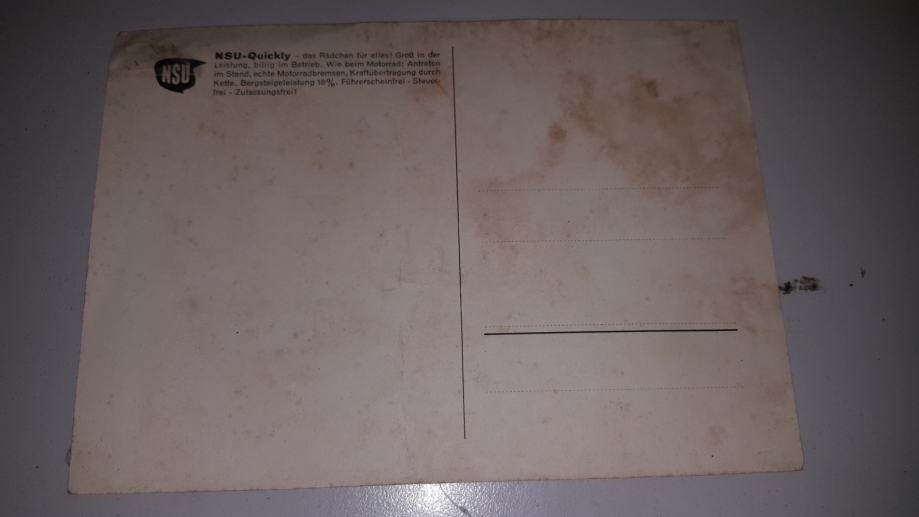 NSU
NSU-Quickly – das Rädchen für alles! Groß in der
Leistung, billig im Betrieb. Wie beim Motorrad: Antreten
im Stand, echte Motorradbremsen, Kraftübertragung durch
Kette. Bergsteigeleistung 18%. Führerscheinfrei - Steuer-
frei - Zulassungsfrei!